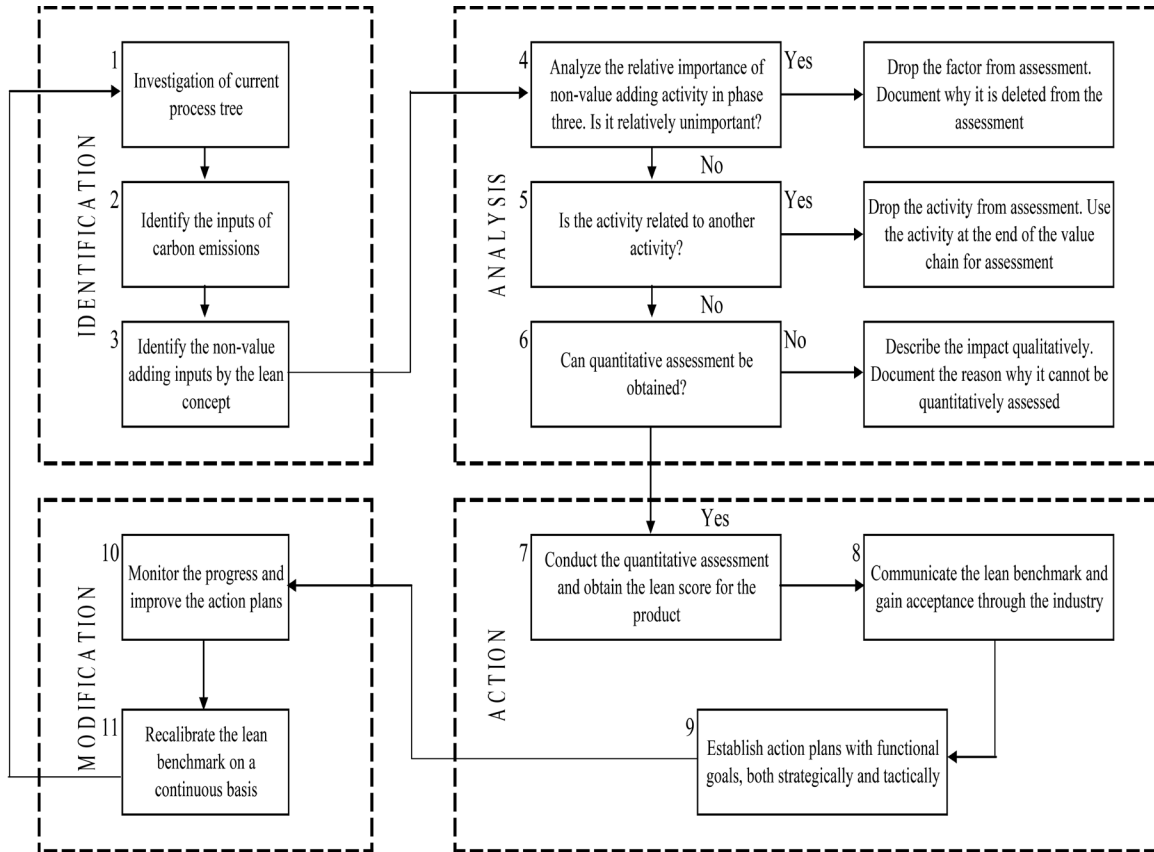 IDENTIFICATION
1
Investigation of current
process tree
2
Identify the inputs of
carbon emissions
3
Identify the non-value
adding inputs by the lean
concept
ANALYSIS
4
Analyze the relative importance of
non-value adding activity in phase
three. Is it relatively unimportant?
Yes
Drop the factor from assessment.
Document why it is deleted from the
assessment
No
5
Is the activity related to another
activity?
Yes
Drop the activity from assessment. Use
the activity at the end of the value
chain for assessment
No
6
Can quantitative assessment be
obtained?
No
Describe the impact qualitatively.
Document the reason why it cannot be
quantitatively assessed
Yes
ACTION
7
Conduct the quantitative assessment
and obtain the lean score for the
product
8
Communicate the lean benchmark and
gain acceptance through the industry
9
Establish action plans with functional
goals, both strategically and tactically
MODIFICATION
10
Monitor the progress and
improve the action plans
11
Recalibrate the lean
benchmark on a
continuous basis